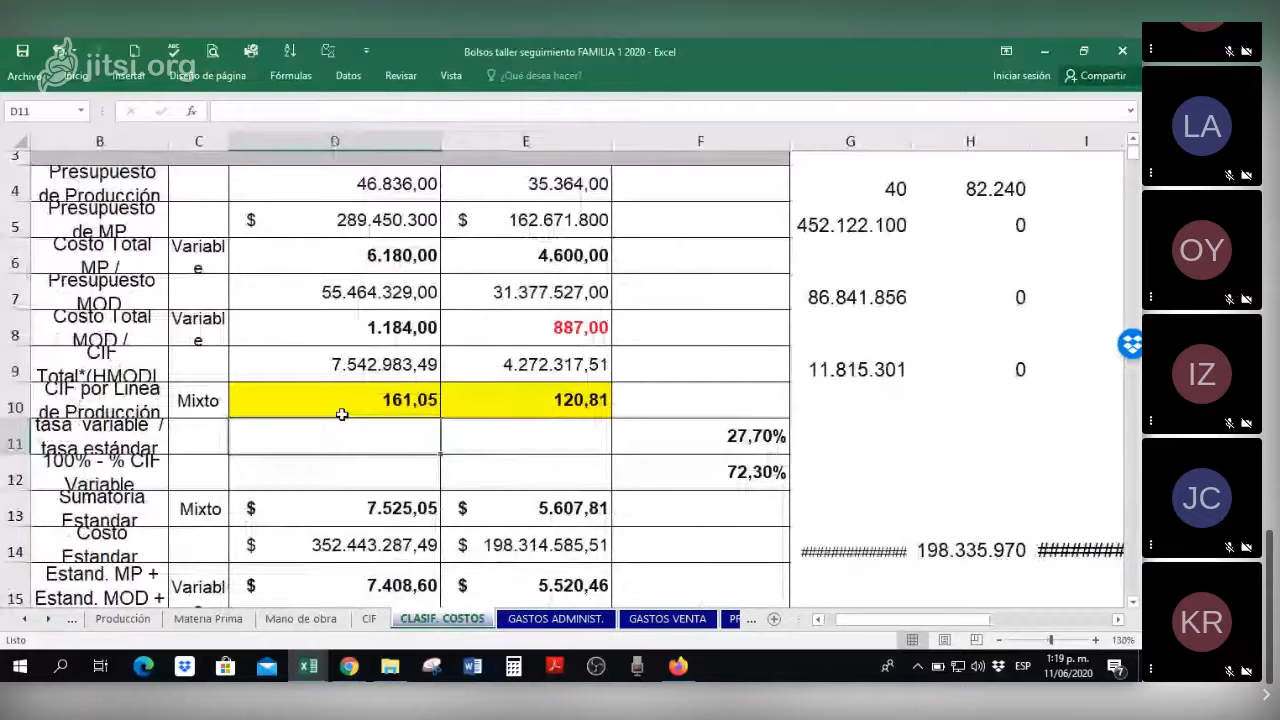 jitsi.org
Bolsos taller seguimiento FAMILIA 1 2020 - Excel
Archivo Inicio Insertar Diseño de página Fórmulas Datos Revisar Vista ¿Qué desea hacer? Iniciar sesión Compartir
D11 fx
B C D E F G H I
3
4 Presupuesto de Producción 46.836,00 35.364,00 40 82.240
5 Presupuesto de MP $ 289.450.300 $ 162.671.800 452.122.100 0
6 Costo Total MP / Variable 6.180,00 4.600,00
7 Presupuesto MOD 55.464.329,00 31.377.527,00 86.841.856 0
8 Costo Total MOD / Variable 1.184,00 887,00
9 CIF Total*(HMOD) 7.542.983,49 4.272.317,51 11.815.301 0
10 CIF por Linea de Producción Mixto 161,05 120,81
11 tasa variable / tasa estándar 27,70%
12 100% - % CIF Variable 72,30%
13 Sumatoria Estandar Mixto $ 7.525,05 $ 5.607,81
14 Costo Estandar $ 352.443.287,49 $ 198.314.585,51 ############## 198.335.970 ########
15 Estand. MP + Estand. MOD + Variable $ 7.408,60 $ 5.520,46
... Producción Materia Prima Mano de obra CIF CLASIF. COSTOS GASTOS ADMINIST. GASTOS VENTA ...
Listo 130%
ESP 1:19 p. m.
11/06/2020
7
LA
OY
IZ
JC
KR